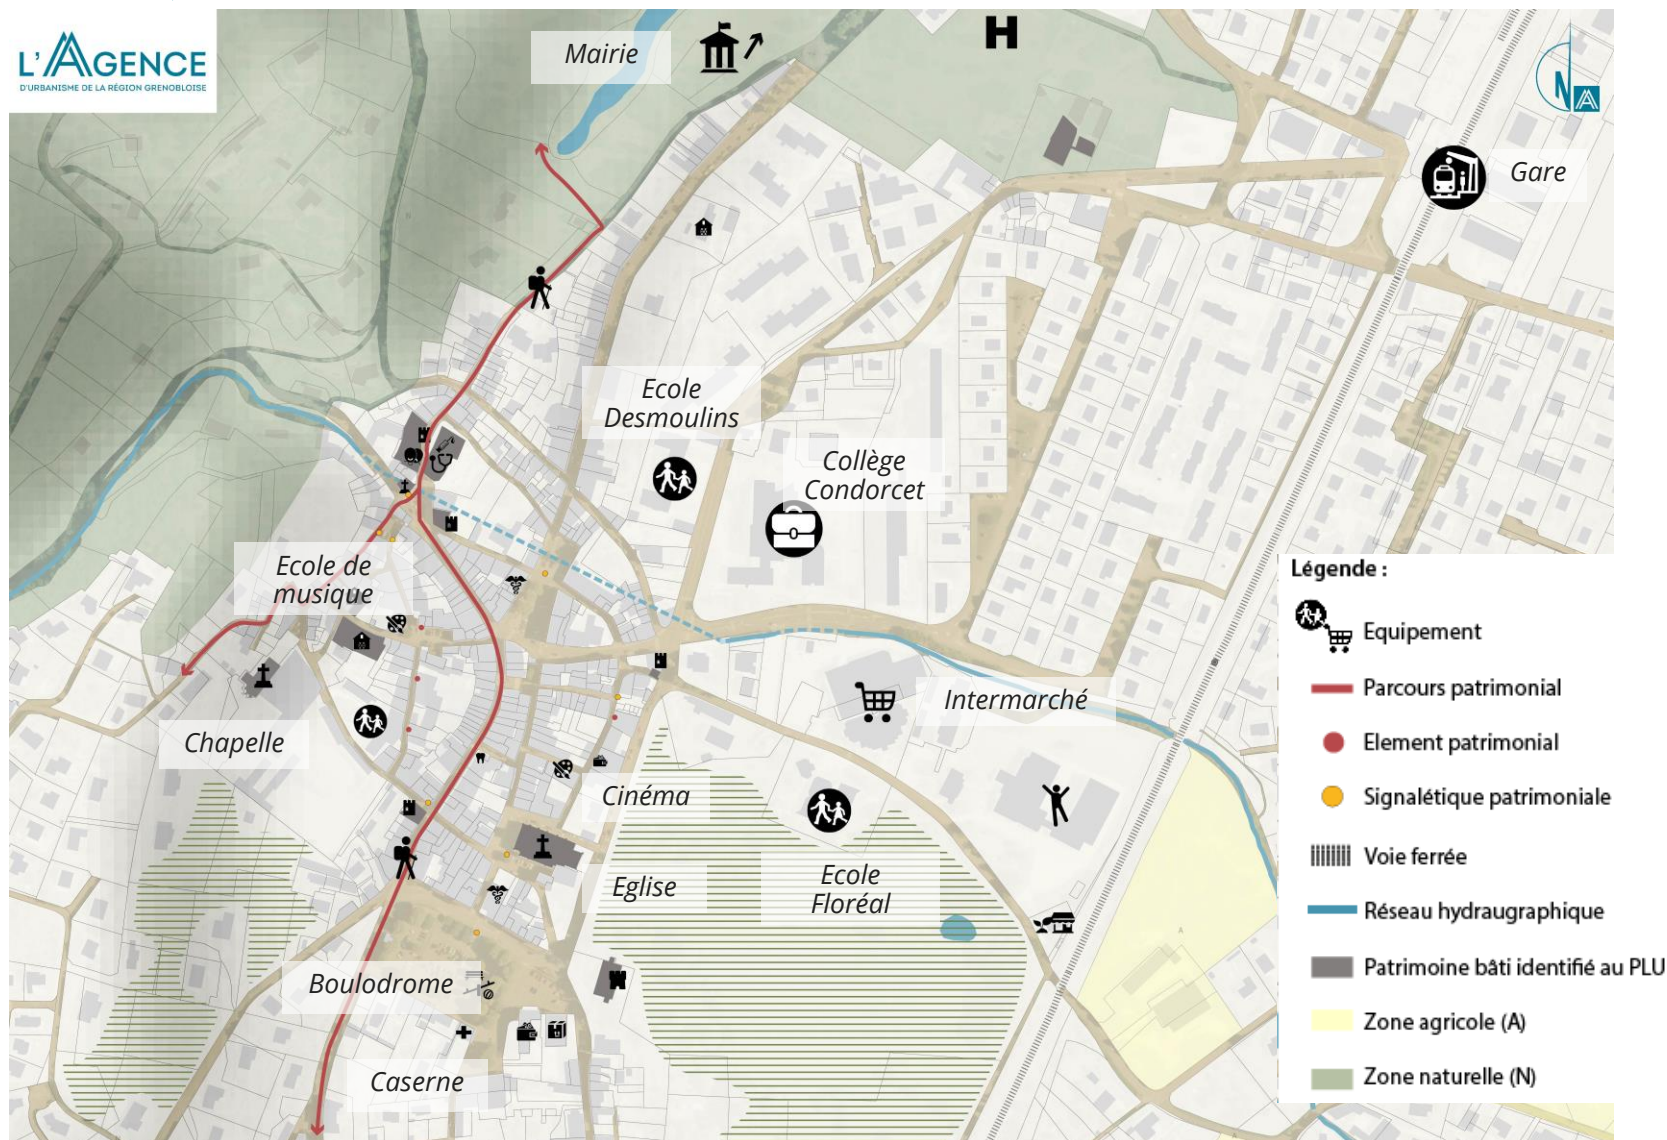 L'AGENCE
D'URBANISME DE LA RÉGION GRENOBLOISE
Mairie
H
N
Gare
Ecole
Desmoulins
Collège
Condorcet
Ecole de
musique
Chapelle
Intermarché
Cinéma
Eglise
Ecole
Floréal
Boulodrome
Caserne
A
A
Légende :
Equipement
Parcours patrimonial
Element patrimonial
Signalétique patrimoniale
Voie ferrée
Réseau hydraugraphique
Patrimoine bâti identifié au PLU
Zone agricole (A)
Zone naturelle (N)